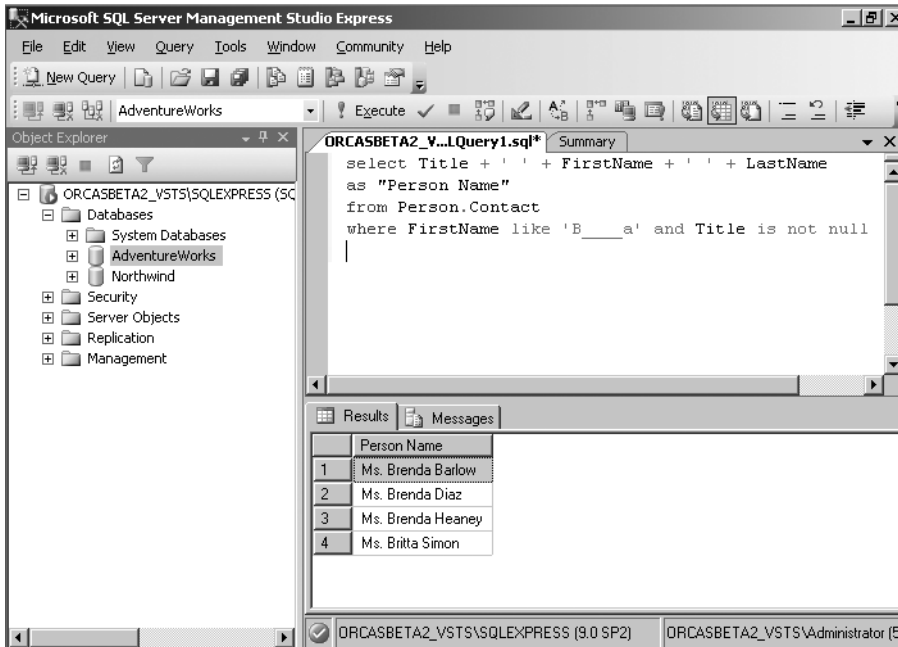 Microsoft SQL Server Management Studio Express
File Edit View Query Tools Window Community Help
New Query
AdventureWorks Execute
Object Explorer
ORCASBETA2_VSTS\SQLEXPRESS (SQ
Databases
System Databases
AdventureWorks
Northwind
Security
Server Objects
Replication
Management
ORCASBETA2_V...LQuery1.sql* Summary
select Title + ' ' + FirstName + ' ' + LastName
as "Person Name"
from Person.Contact
where FirstName like 'B____a' and Title is not null
Results Messages
Person Name
1 Ms. Brenda Barlow
2 Ms. Brenda Diaz
3 Ms. Brenda Heaney
4 Ms. Britta Simon
ORCASBETA2_VSTS\SQLEXPRESS (9.0 SP2) ORCASBETA2_VSTS\Administrator (5